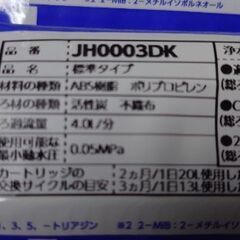 2-MIB：2-メチルイソボルネオール
品番 JH0003DK 浄水
品名 標準タイプ
材料の種類 ABS樹脂 ポリプロピレン
ろ材の種類 活性炭 不織布
ろ過流量 4.0L/分
使用可能な
最小動水圧 0.05MPa
カートリッジの 2ヵ月/1日20L使用し
交換サイクルの目安 3ヵ月/1日13L使用し
1.3.5.-トリアジン ※2 2-MIB：2-メチルイソ